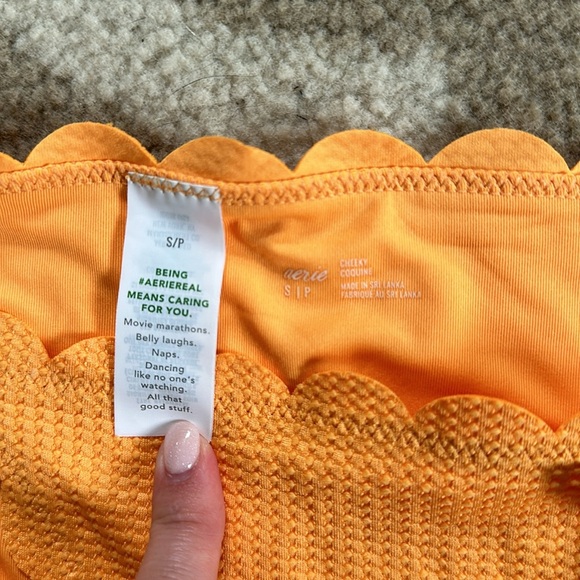 S/P
BEING
#AERIEREAL
MEANS CARING
FOR YOU.
Movie marathons.
Belly laughs.
Naps.
Dancing
like no one's
watching.
All that
good stuff.
aerie
S|P
CHEEKY
COQUINE
MADE IN SRI LANKA
FABRIQUÉ AU SRI LANKA